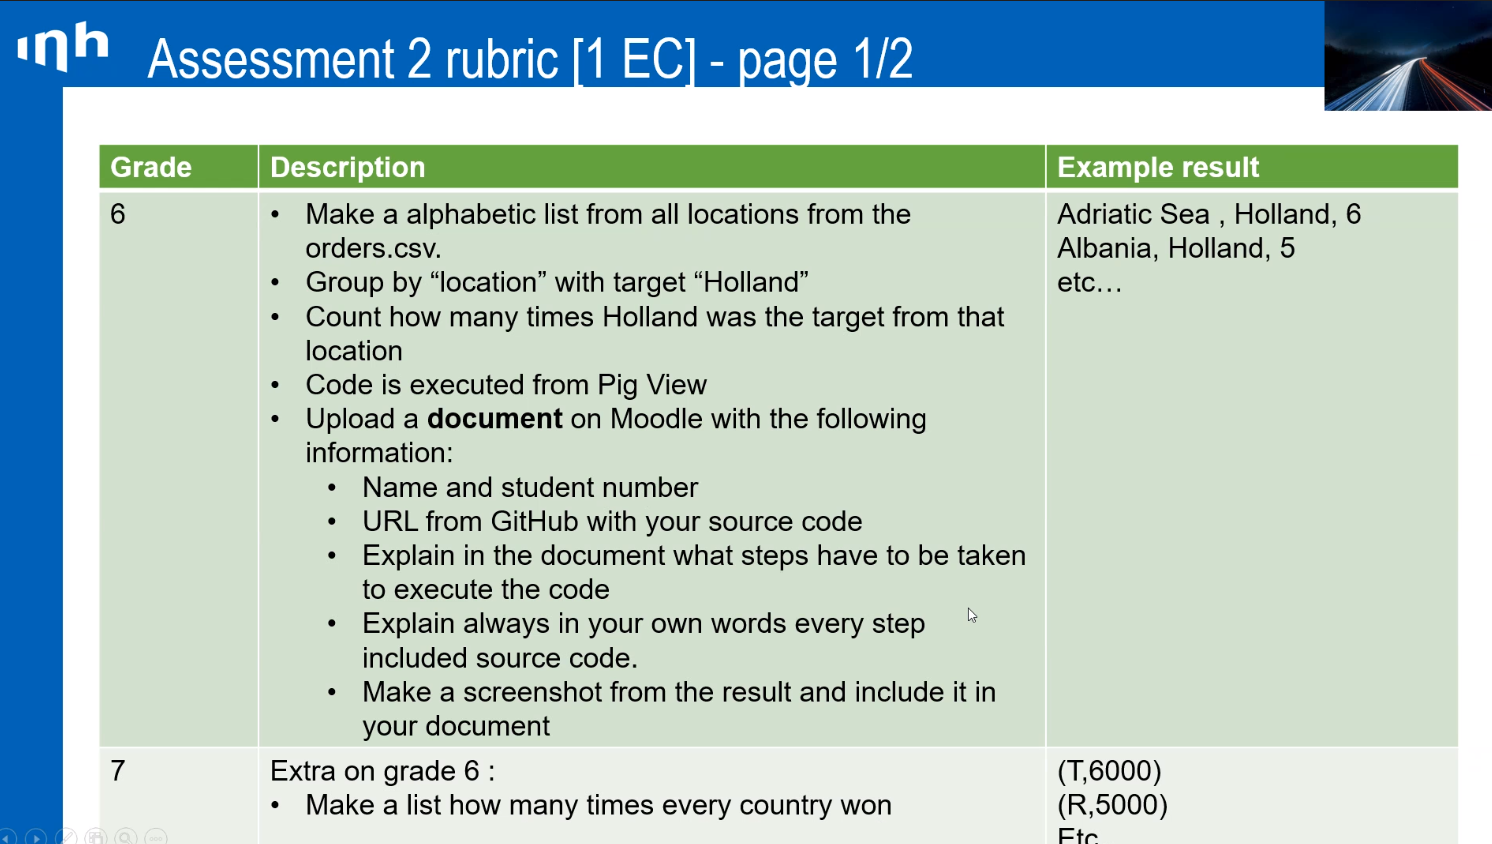 inh
Assessment 2 rubric [1 EC] - page 1/2
Grade
Description
Example result
6
• Make a alphabetic list from all locations from the
orders.csv.
• Group by “location” with target “Holland”
• Count how many times Holland was the target from that
location
• Code is executed from Pig View
• Upload a document on Moodle with the following
information:
• Name and student number
• URL from GitHub with your source code
• Explain in the document what steps have to be taken
to execute the code
• Explain always in your own words every step
included source code.
• Make a screenshot from the result and include it in
your document
Adriatic Sea , Holland, 6
Albania, Holland, 5
etc…
7
Extra on grade 6 :
• Make a list how many times every country won
(T,6000)
(R,5000)
Etc